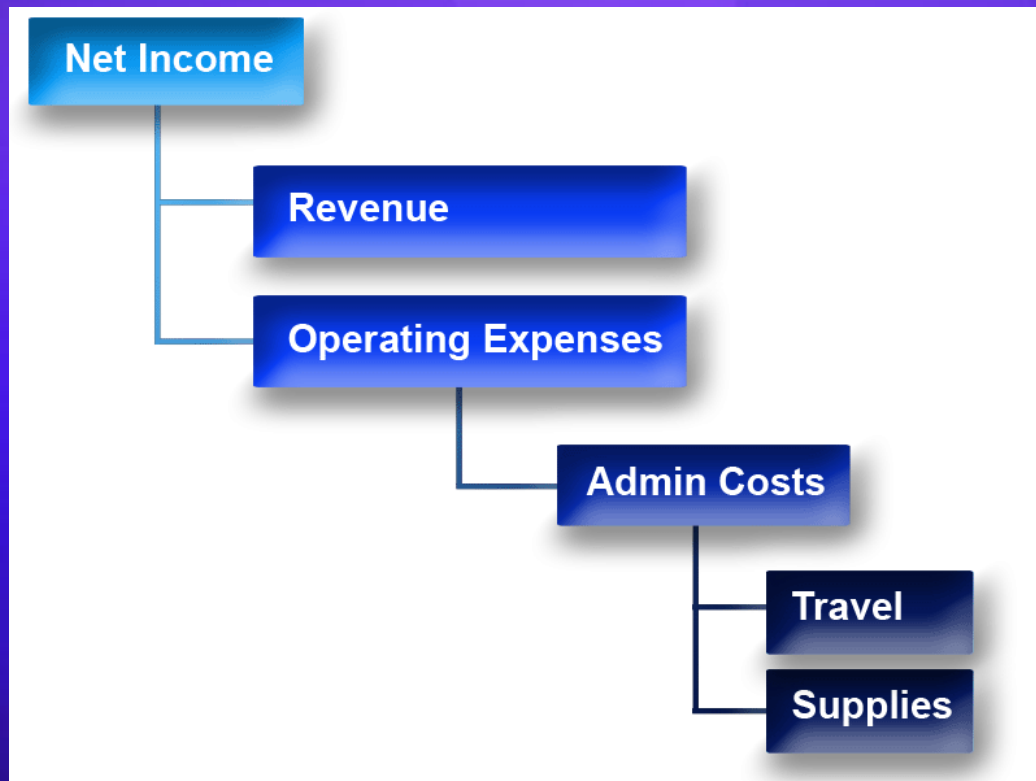 Net Income
Revenue
Operating Expenses
Admin Costs
Travel
Supplies